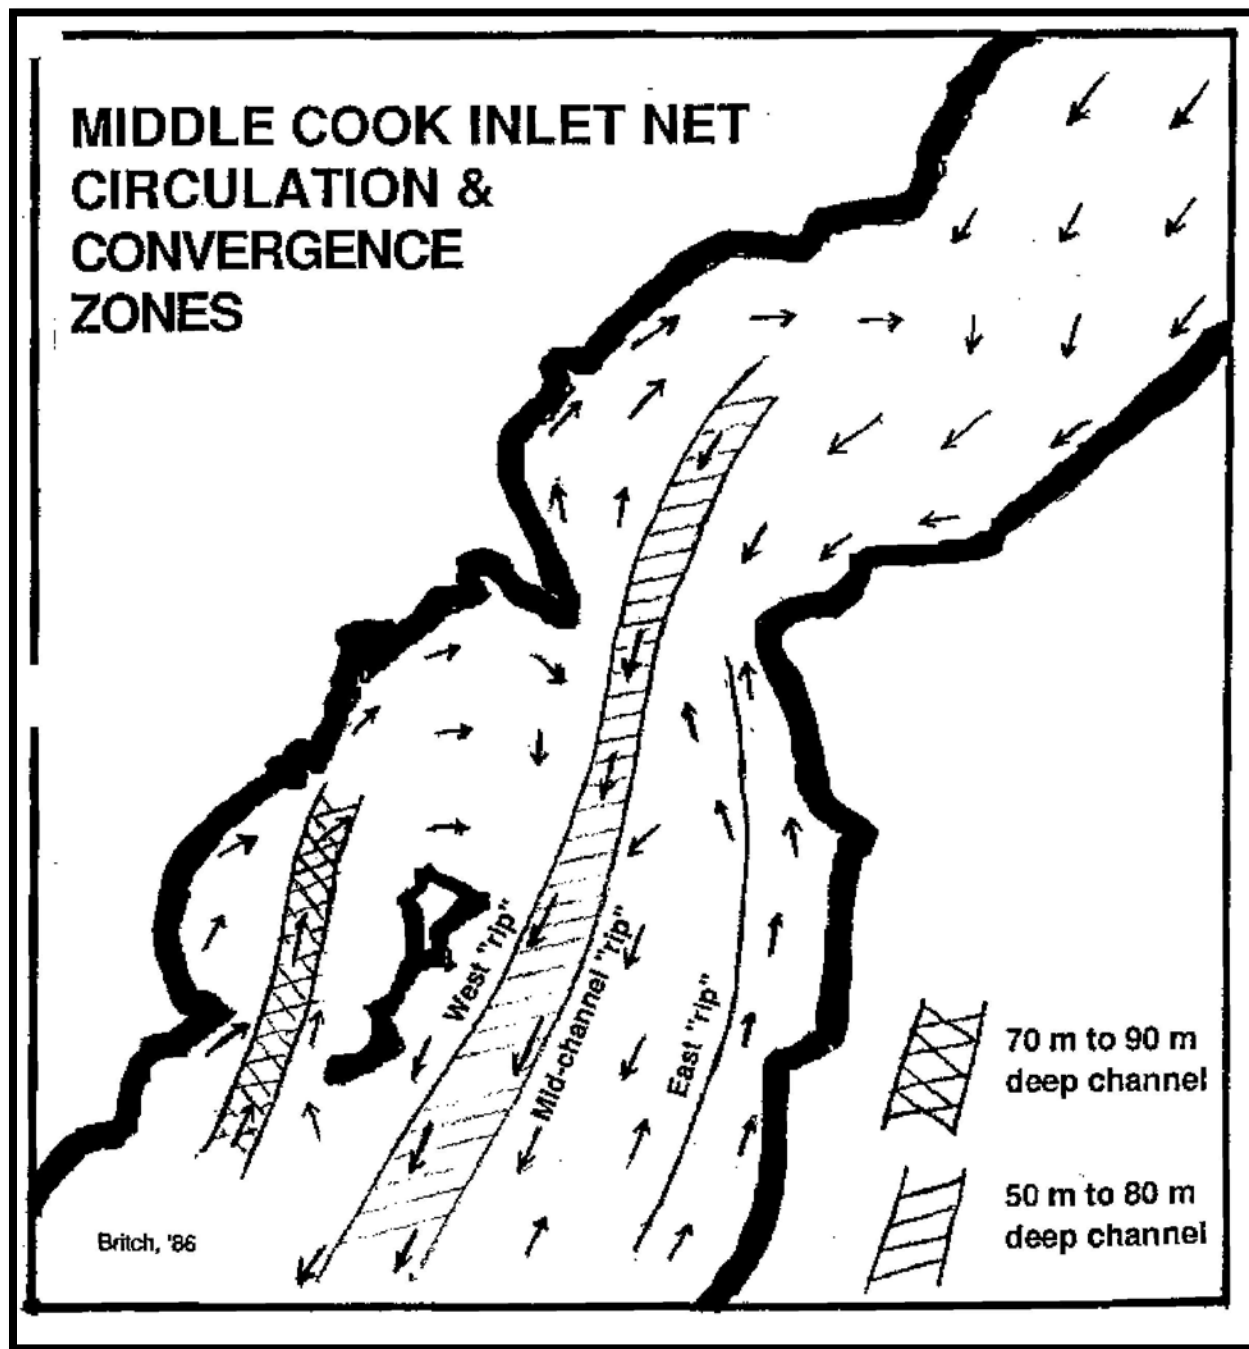 MIDDLE COOK INLET NET
CIRCULATION &
CONVERGENCE
ZONES
West "rip"
Mid-channel "rip"
East "rip"
70 m to 90 m
deep channel
50 m to 80 m
deep channel
Britch, '86